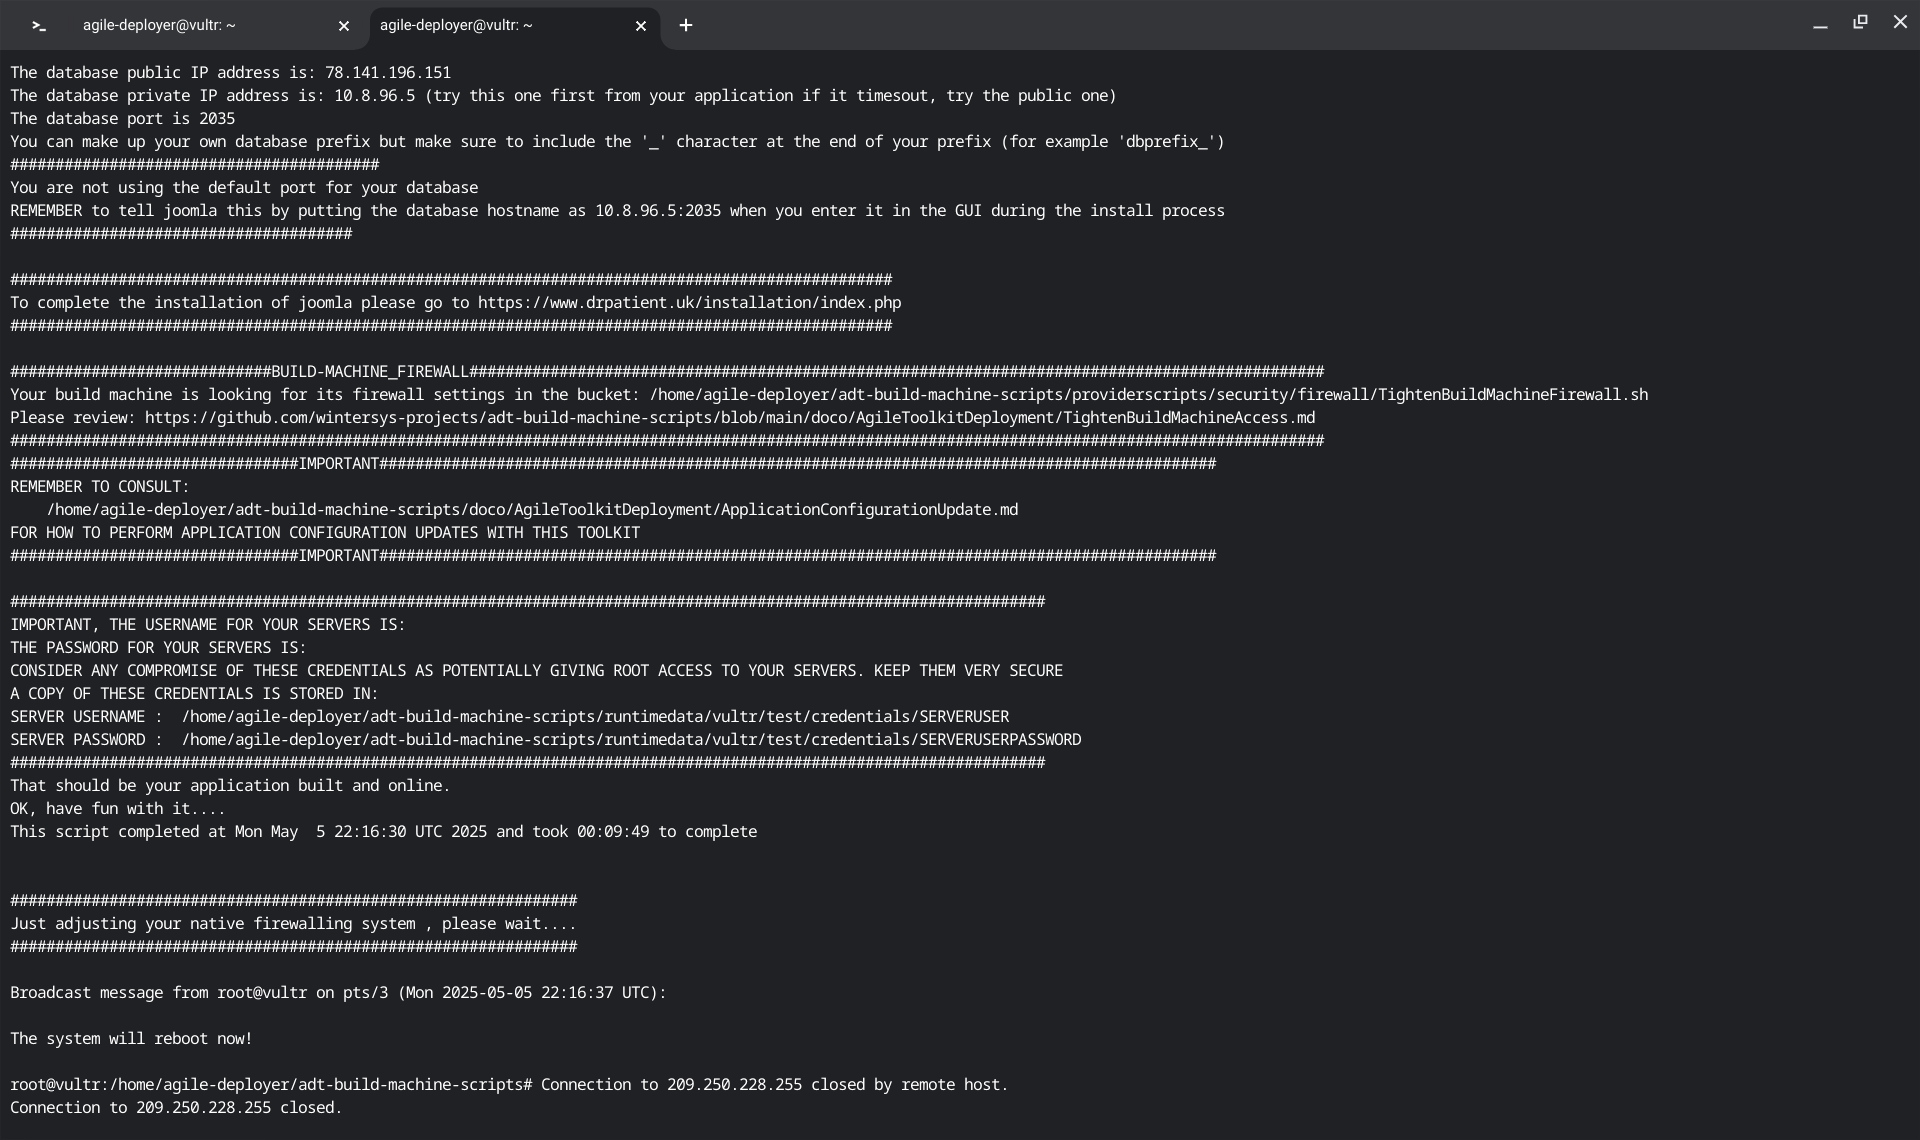 agile-deployer@vultr: ~
agile-deployer@vultr: ~
The database public IP address is: 78.141.196.151
The database private IP address is: 10.8.96.5 (try this one first from your application if it timesout, try the public one)
The database port is 2035
You can make up your own database prefix but make sure to include the '_' character at the end of your prefix (for example 'dbprefix_')
#########################################
You are not using the default port for your database
REMEMBER to tell joomla this by putting the database hostname as 10.8.96.5:2035 when you enter it in the GUI during the install process
######################################
##################################################################################################
To complete the installation of joomla please go to https://www.drpatient.uk/installation/index.php
##################################################################################################
#############################BUILD-MACHINE_FIREWALL###############################################################################################
Your build machine is looking for its firewall settings in the bucket: /home/agile-deployer/adt-build-machine-scripts/providerscripts/security/firewall/TightenBuildMachineFirewall.sh
Please review: https://github.com/wintersys-projects/adt-build-machine-scripts/blob/main/doco/AgileToolkitDeployment/TightenBuildMachineAccess.md
##################################################################################################################################################
################################IMPORTANT#############################################################################################
REMEMBER TO CONSULT:
/home/agile-deployer/adt-build-machine-scripts/doco/AgileToolkitDeployment/ApplicationConfigurationUpdate.md
FOR HOW TO PERFORM APPLICATION CONFIGURATION UPDATES WITH THIS TOOLKIT
################################IMPORTANT#############################################################################################
###################################################################################################################
IMPORTANT, THE USERNAME FOR YOUR SERVERS IS:
THE PASSWORD FOR YOUR SERVERS IS:
CONSIDER ANY COMPROMISE OF THESE CREDENTIALS AS POTENTIALLY GIVING ROOT ACCESS TO YOUR SERVERS. KEEP THEM VERY SECURE
A COPY OF THESE CREDENTIALS IS STORED IN:
SERVER USERNAME :  /home/agile-deployer/adt-build-machine-scripts/runtimedata/vultr/test/credentials/SERVERUSER
SERVER PASSWORD :  /home/agile-deployer/adt-build-machine-scripts/runtimedata/vultr/test/credentials/SERVERUSERPASSWORD
###################################################################################################################
That should be your application built and online.
OK, have fun with it....
This script completed at Mon May  5 22:16:30 UTC 2025 and took 00:09:49 to complete
###############################################################
Just adjusting your native firewalling system , please wait....
###############################################################
Broadcast message from root@vultr on pts/3 (Mon 2025-05-05 22:16:37 UTC):
The system will reboot now!
root@vultr:/home/agile-deployer/adt-build-machine-scripts# Connection to 209.250.228.255 closed by remote host.
Connection to 209.250.228.255 closed.